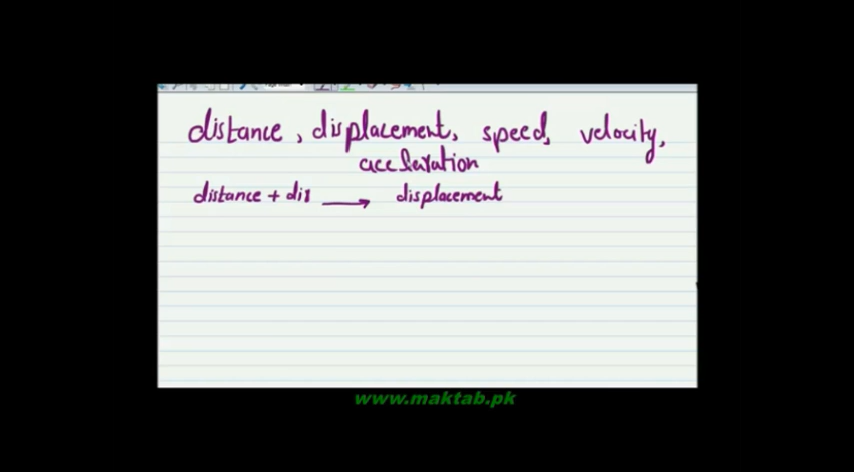 distance, displacement, speed, velocity,
acceleration
distance + dir → displacement
www.maktab.pk